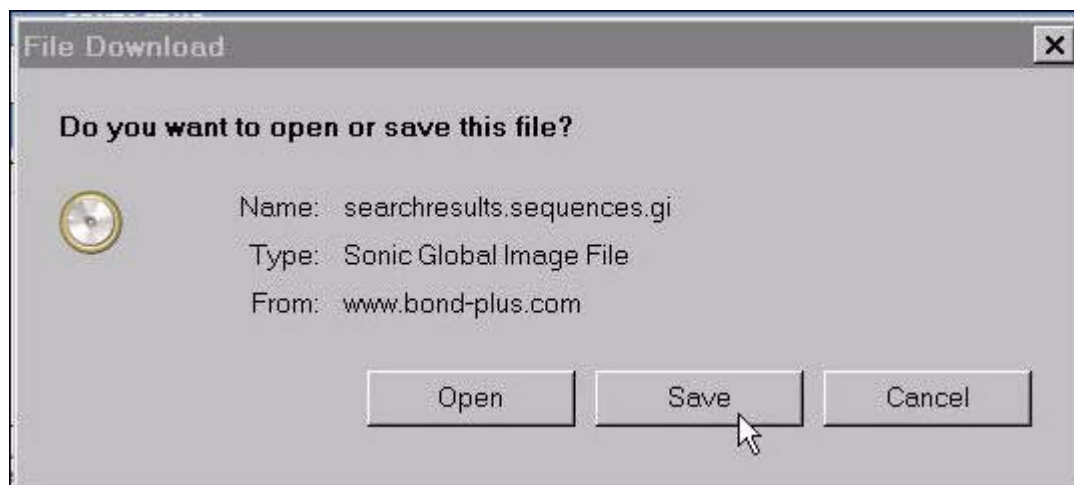 File Download
Do you want to open or save this file?
Name: searchresults.sequences.gi
Type: Sonic Global Image File
From: www.bond-plus.com
Open Save Cancel